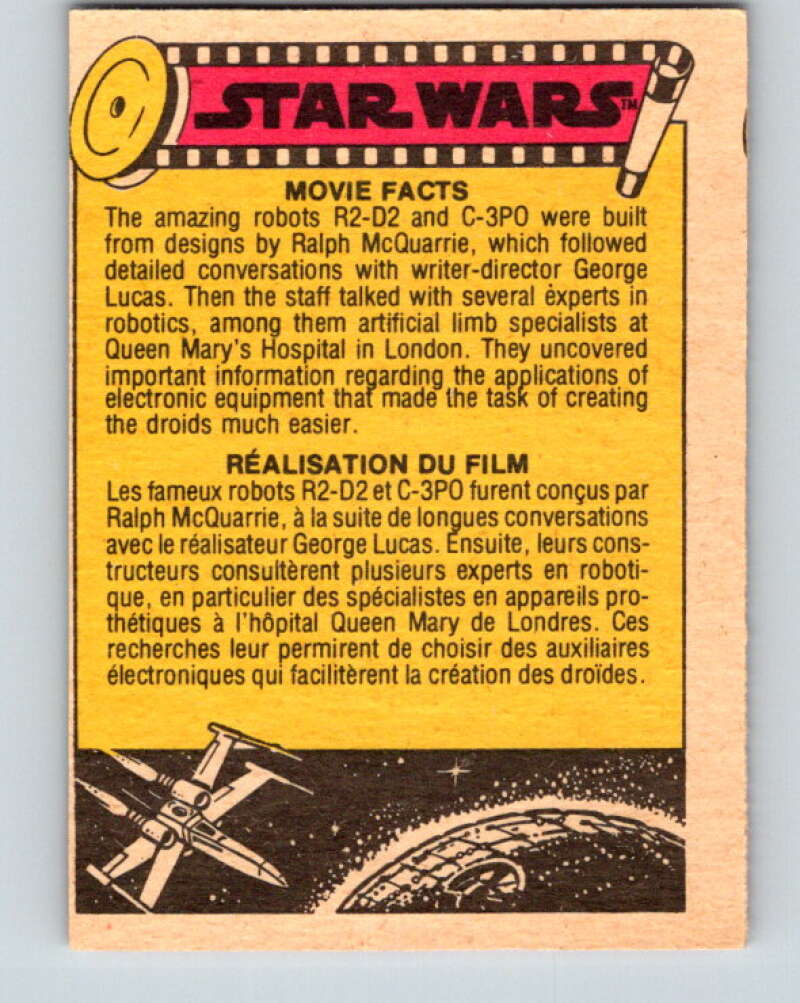 STAR WARS™
MOVIE FACTS
The amazing robots R2-D2 and C-3PO were built
from designs by Ralph McQuarrie, which followed
detailed conversations with writer-director George
Lucas. Then the staff talked with several experts in
robotics, among them artificial limb specialists at
Queen Mary's Hospital in London. They uncovered
important information regarding the applications of
electronic equipment that made the task of creating
the droids much easier.
RÉALISATION DU FILM
Les fameux robots R2-D2 et C-3PO furent conçus par
Ralph McQuarrie, à la suite de longues conversations
avec le réalisateur George Lucas. Ensuite, leurs cons-
tructeurs consultèrent plusieurs experts en roboti-
que, en particulier des spécialistes en appareils pro-
thétiques à l'hôpital Queen Mary de Londres. Ces
recherches leur permirent de choisir des auxiliaires
électroniques qui facilitèrent la création des droïdes.